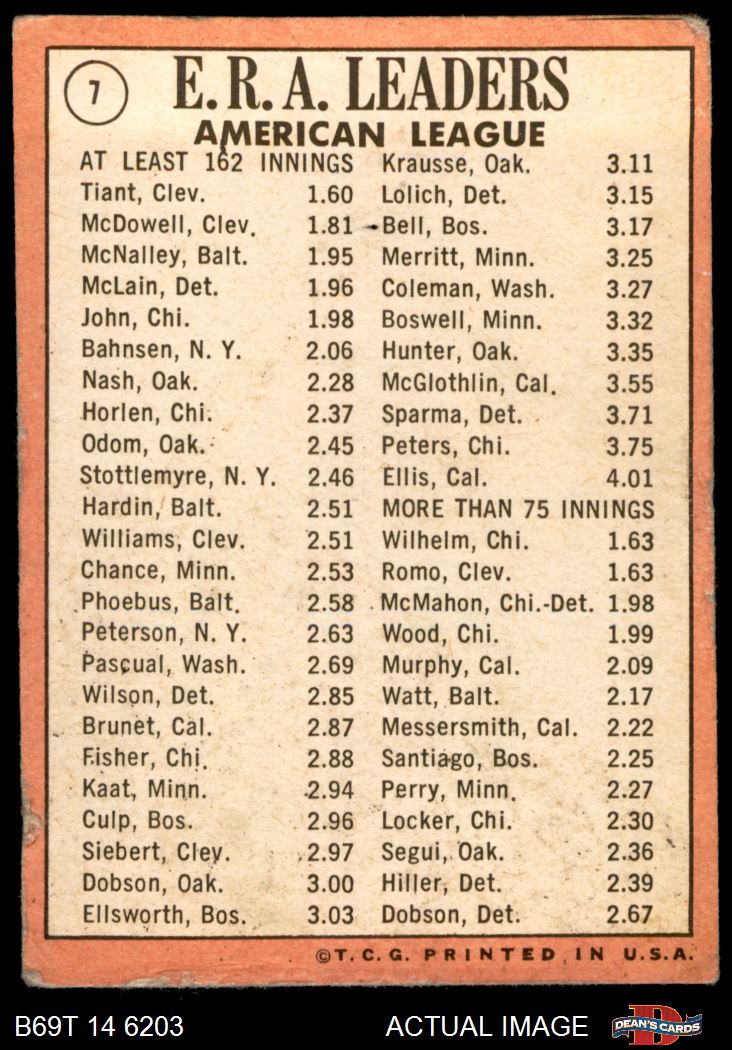 7
E.R.A. LEADERS
AMERICAN LEAGUE
AT LEAST 162 INNINGS
Tiant, Clev. 1.60
McDowell, Clev. 1.81
McNalley, Balt. 1.95
McLain, Det. 1.96
John, Chi. 1.98
Bahnsen, N. Y. 2.06
Nash, Oak. 2.28
Horlen, Chi. 2.37
Odom, Oak. 2.45
Stottlemyre, N. Y. 2.46
Hardin, Balt. 2.51
Williams, Clev. 2.51
Chance, Minn. 2.53
Phoebus, Balt. 2.58
Peterson, N. Y. 2.63
Pascual, Wash. 2.69
Wilson, Det. 2.85
Brunet, Cal. 2.87
Fisher, Chi. 2.88
Kaat, Minn. 2.94
Culp, Bos. 2.96
Siebert, Clev. 2.97
Dobson, Oak. 3.00
Ellsworth, Bos. 3.03
Krausse, Oak. 3.11
Lolich, Det. 3.15
Bell, Bos. 3.17
Merritt, Minn. 3.25
Coleman, Wash. 3.27
Boswell, Minn. 3.32
Hunter, Oak. 3.35
McGlothlin, Cal. 3.55
Sparma, Det. 3.71
Peters, Chi. 3.75
Ellis, Cal. 4.01
MORE THAN 75 INNINGS
Wilhelm, Chi. 1.63
Romo, Clev. 1.63
McMahon, Chi.-Det. 1.98
Wood, Chi. 1.99
Murphy, Cal. 2.09
Watt, Balt. 2.17
Messersmith, Cal. 2.22
Santiago, Bos. 2.25
Perry, Minn. 2.27
Locker, Chi. 2.30
Segui, Oak. 2.36
Hiller, Det. 2.39
Dobson, Det. 2.67
©T.C.G. PRINTED IN U.S.A.
B69T 14 6203
ACTUAL IMAGE
D
DEAN'S CARDS